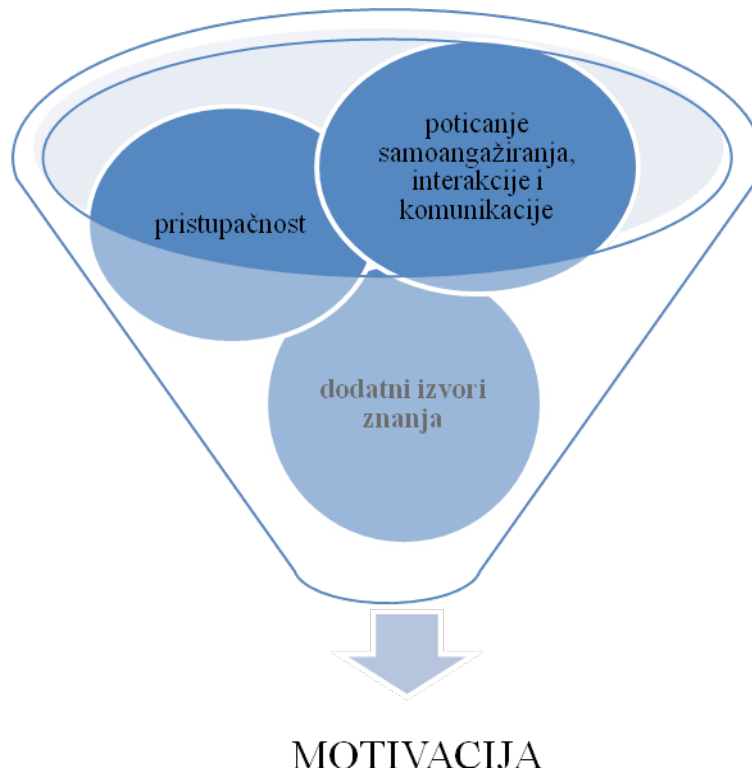 poticanje
samoangažiranja,
interakcije i
komunikacije
pristupačnost
dodatni izvori
znanja
MOTIVACIJA